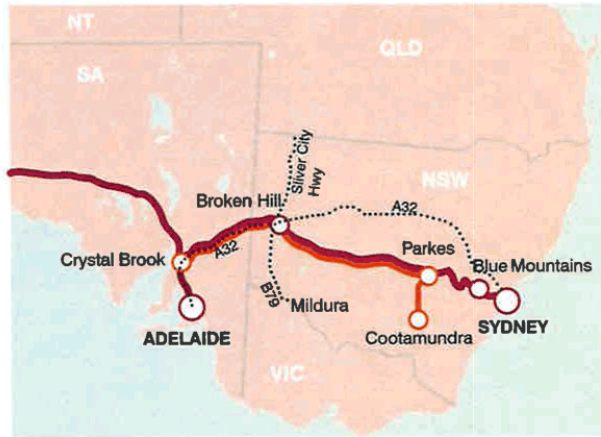 NT
QLD
SA
Sliver City
Hwy
NSW
Broken Hill
A32
Crystal Brook
A32
Parkes
Blue Mountains
B79
Mildura
ADELAIDE
Cootamundra
SYDNEY
VIC